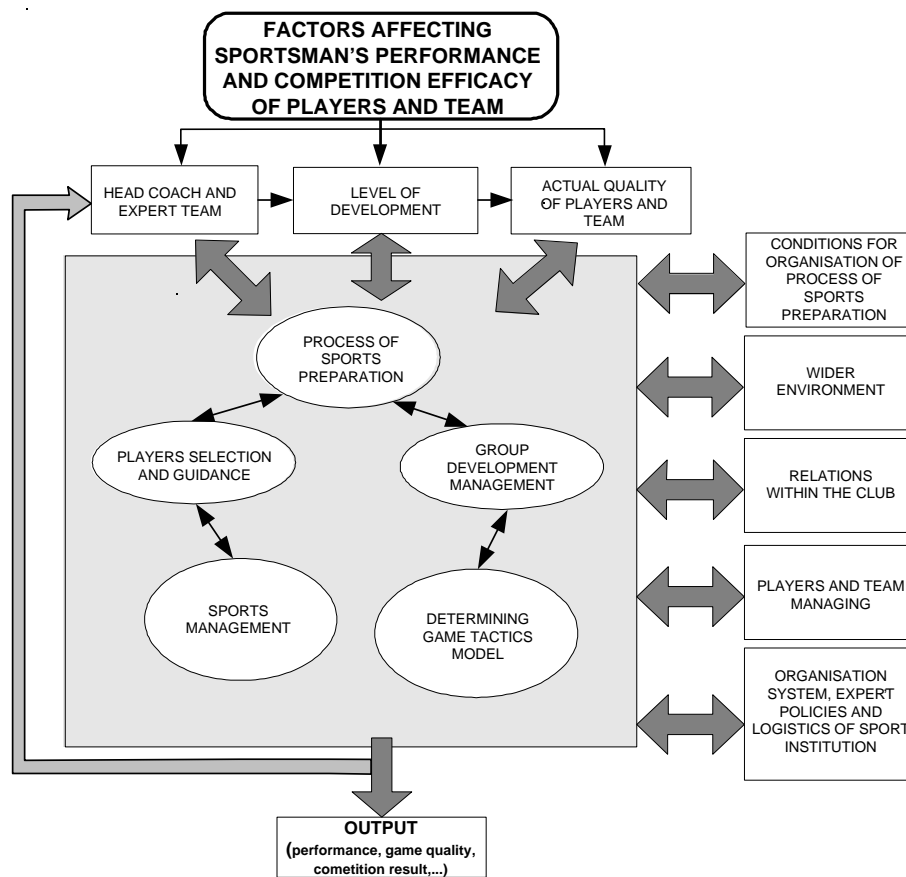 FACTORS AFFECTING
SPORTSMAN'S PERFORMANCE
AND COMPETITION EFFICACY
OF PLAYERS AND TEAM
HEAD COACH AND
EXPERT TEAM
LEVEL OF
DEVELOPMENT
ACTUAL QUALITY
OF PLAYERS AND
TEAM
CONDITIONS FOR
ORGANISATION OF
PROCESS OF
SPORTS
PREPARATION
PROCESS OF
SPORTS
PREPARATION
WIDER
ENVIRONMENT
PLAYERS SELECTION
AND GUIDANCE
GROUP
DEVELOPMENT
MANAGEMENT
RELATIONS
WITHIN THE CLUB
SPORTS
MANAGEMENT
DETERMINING
GAME TACTICS
MODEL
PLAYERS AND TEAM
MANAGING
ORGANISATION
SYSTEM, EXPERT
POLICIES AND
LOGISTICS OF SPORT
INSTITUTION
OUTPUT
(performance, game quality,
cometition result,...)